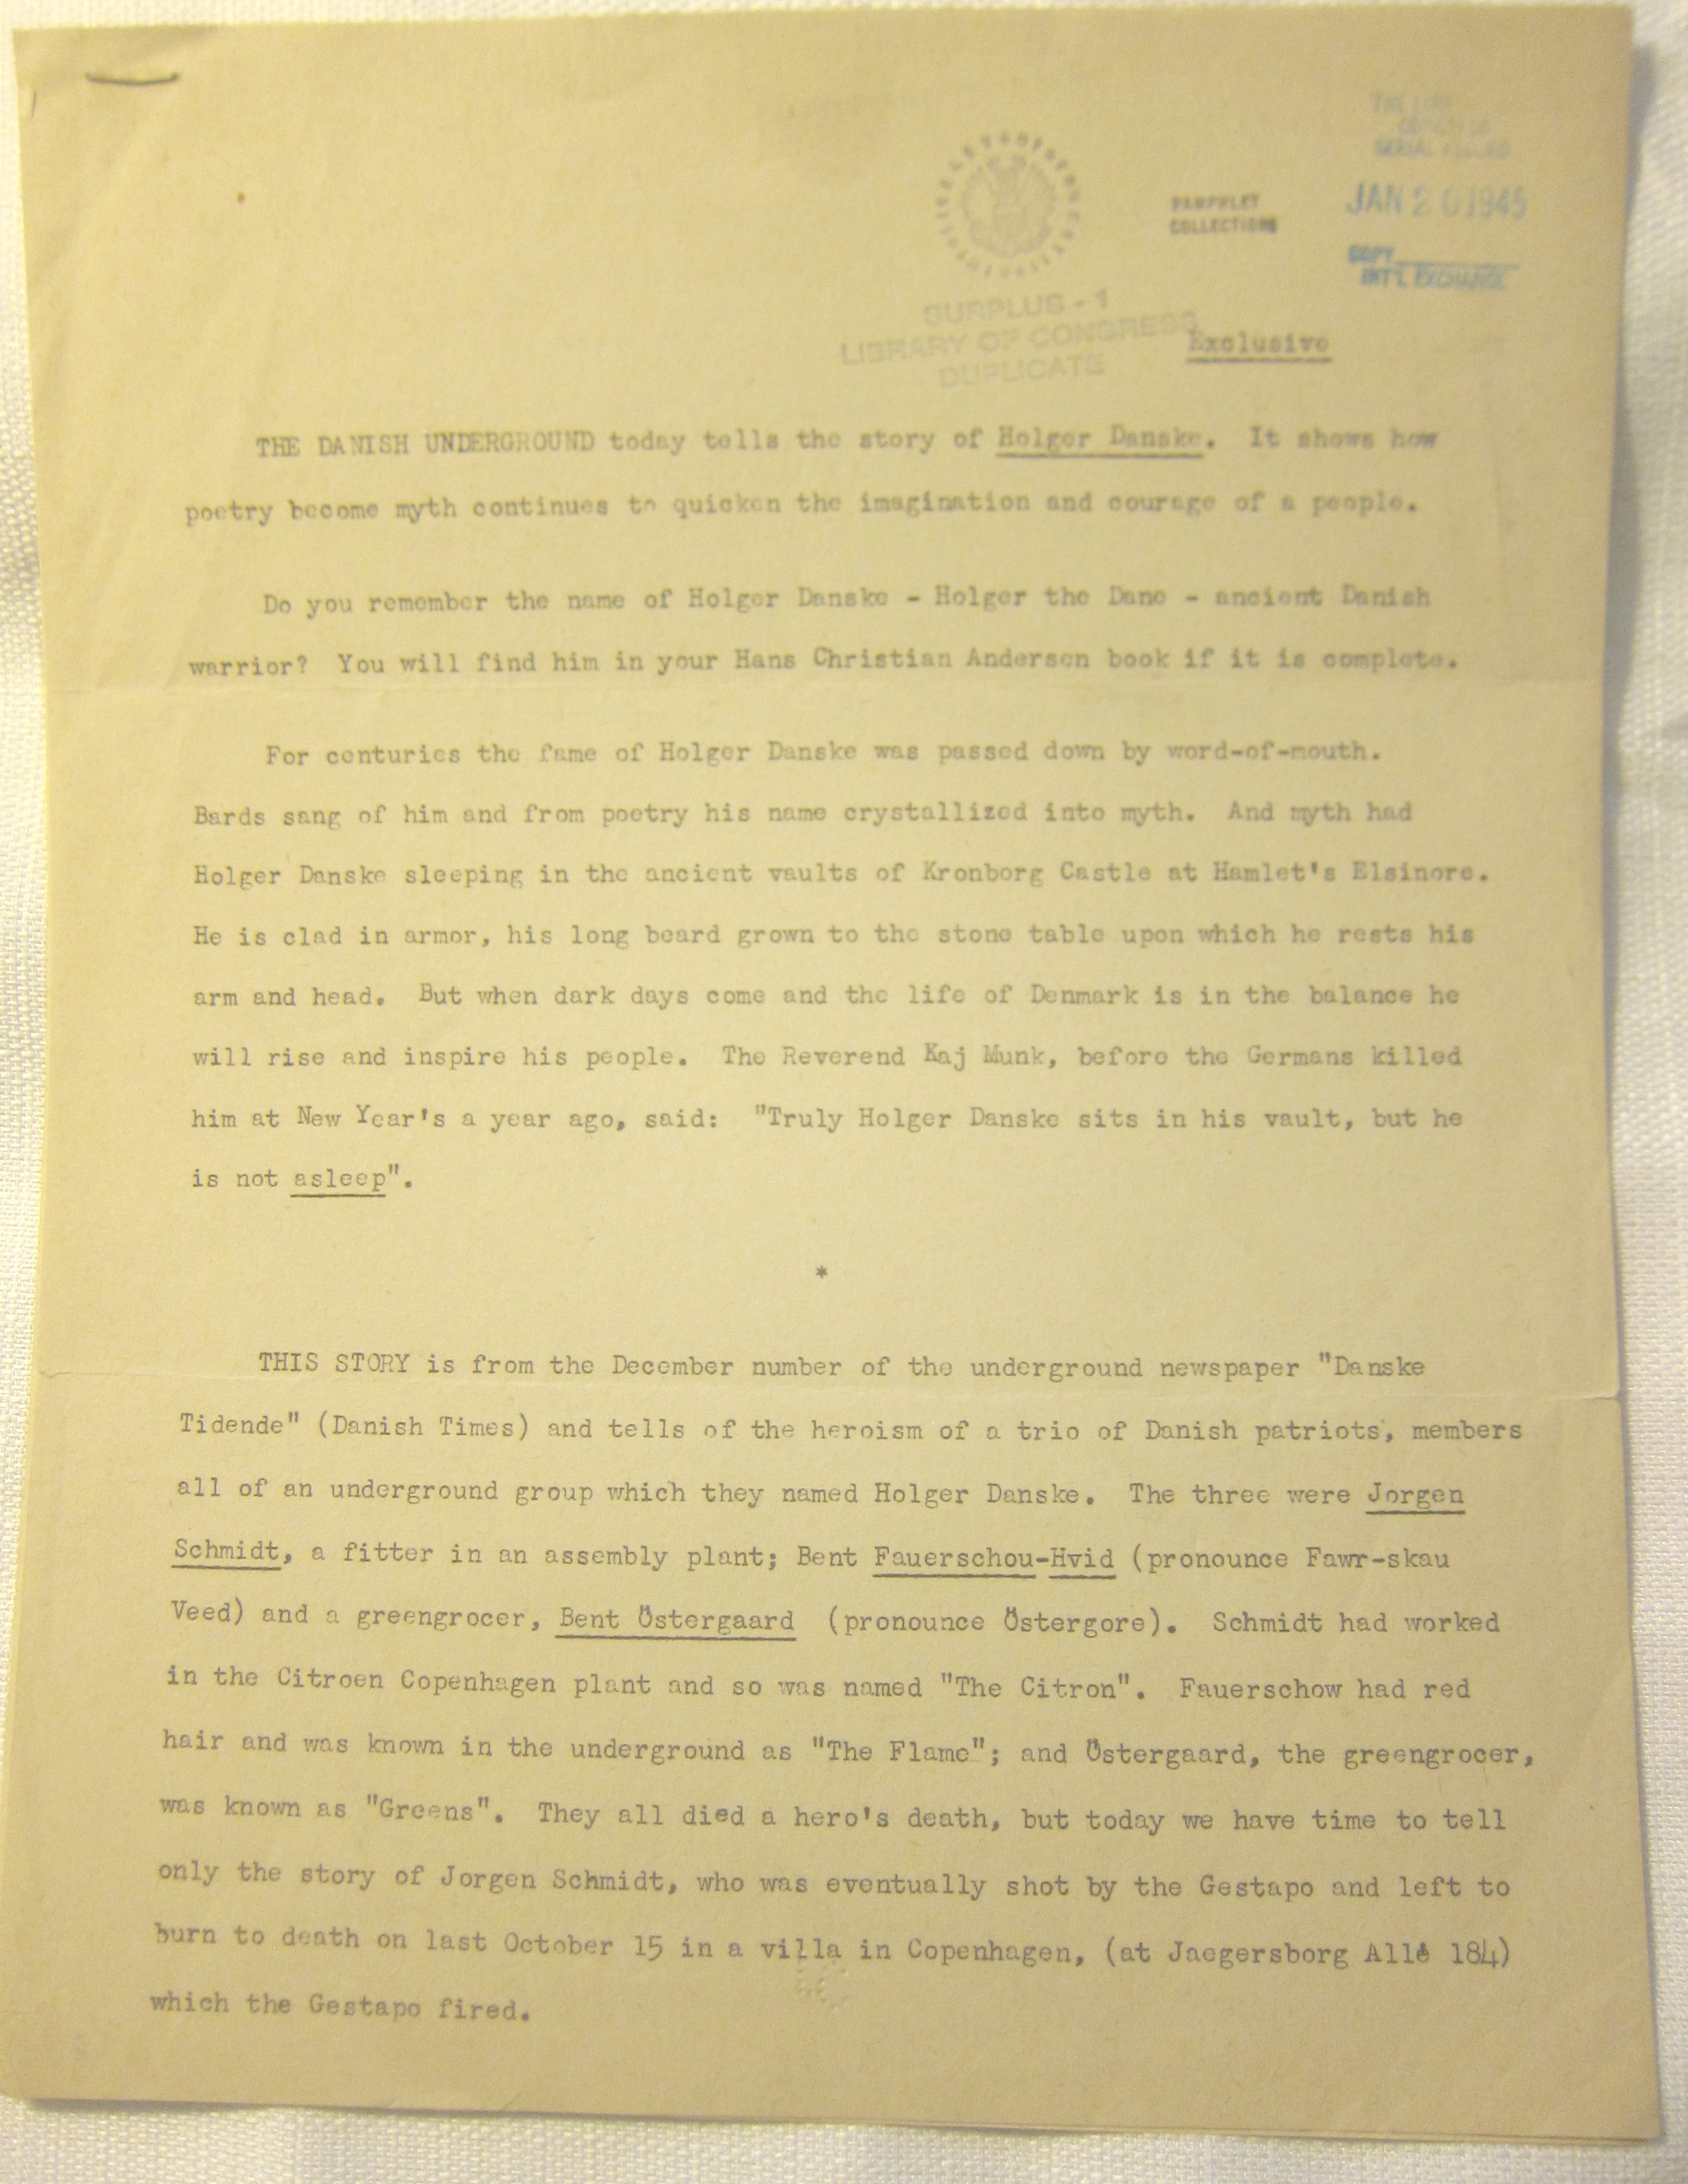 SERIAL RECORD
PAMPHLET
COLLECTIONS
JAN 20 1945
COPY
INT'L EXCHANGE
SURPLUS - 1
LIBRARY OF CONGRESS
DUPLICATE
Exclusive
THE DANISH UNDERGROUND today tells the story of Holger Danske. It shows how
poetry become myth continues to quicken the imagination and courage of a people.
Do you remember the name of Holger Danske - Holger the Dane - ancient Danish
warrior? You will find him in your Hans Christian Andersen book if it is complete.
For centuries the fame of Holger Danske was passed down by word-of-mouth.
Bards sang of him and from poetry his name crystallized into myth. And myth had
Holger Danske sleeping in the ancient vaults of Kronborg Castle at Hamlet's Elsinore.
He is clad in armor, his long beard grown to the stone table upon which he rests his
arm and head. But when dark days come and the life of Denmark is in the balance he
will rise and inspire his people. The Reverend Kaj Munk, before the Germans killed
him at New Year's a year ago, said: "Truly Holger Danske sits in his vault, but he
is not asleep".
*
THIS STORY is from the December number of the underground newspaper "Danske
Tidende" (Danish Times) and tells of the heroism of a trio of Danish patriots, members
all of an underground group which they named Holger Danske. The three were Jorgen
Schmidt, a fitter in an assembly plant; Bent Fauerschou-Hvid (pronounce Fawr-skau
Veed) and a greengrocer, Bent Östergaard (pronounce Östergore). Schmidt had worked
in the Citroen Copenhagen plant and so was named "The Citron". Fauerschow had red
hair and was known in the underground as "The Flame"; and Östergaard, the greengrocer,
was known as "Greens". They all died a hero's death, but today we have time to tell
only the story of Jorgen Schmidt, who was eventually shot by the Gestapo and left to
burn to death on last October 15 in a villa in Copenhagen, (at Jaegersborg Allé 184)
which the Gestapo fired.